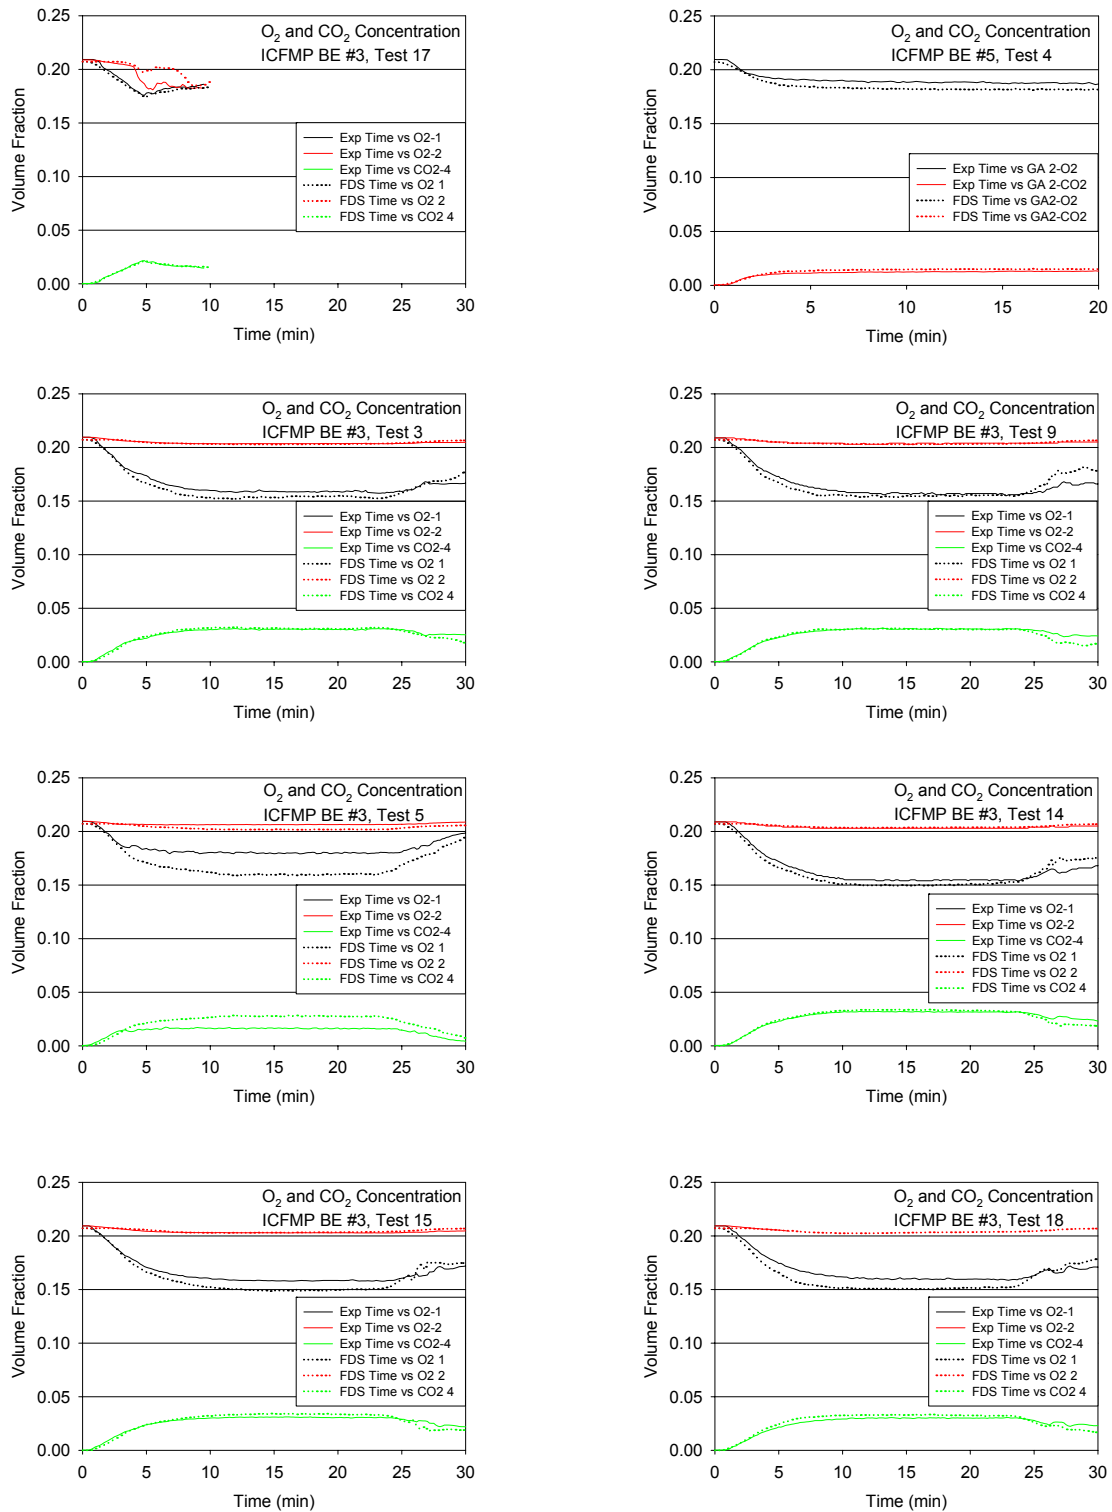 O2 and CO2 Concentration
ICFMP BE #3, Test 17
Volume Fraction
0.25
0.20
0.15
0.10
0.05
0.00
Exp Time vs O2-1
Exp Time vs O2-2
Exp Time vs CO2-4
FDS Time vs O2 1
FDS Time vs O2 2
FDS Time vs CO2 4
0 5 10 15 20 25 30
Time (min)
O2 and CO2 Concentration
ICFMP BE #5, Test 4
Volume Fraction
0.25
0.20
0.15
0.10
0.05
0.00
Exp Time vs GA 2-O2
Exp Time vs GA 2-CO2
FDS Time vs GA2-O2
FDS Time vs GA2-CO2
0 5 10 15 20
Time (min)
O2 and CO2 Concentration
ICFMP BE #3, Test 3
Volume Fraction
0.25
0.20
0.15
0.10
0.05
0.00
Exp Time vs O2-1
Exp Time vs O2-2
Exp Time vs CO2-4
FDS Time vs O2 1
FDS Time vs O2 2
FDS Time vs CO2 4
0 5 10 15 20 25 30
Time (min)
O2 and CO2 Concentration
ICFMP BE #3, Test 9
Volume Fraction
0.25
0.20
0.15
0.10
0.05
0.00
Exp Time vs O2-1
Exp Time vs O2-2
Exp Time vs CO2-4
FDS Time vs O2 1
FDS Time vs O2 2
FDS Time vs CO2 4
0 5 10 15 20 25 30
Time (min)
O2 and CO2 Concentration
ICFMP BE #3, Test 5
Volume Fraction
0.25
0.20
0.15
0.10
0.05
0.00
Exp Time vs O2-1
Exp Time vs O2-2
Exp Time vs CO2-4
FDS Time vs O2 1
FDS Time vs O2 2
FDS Time vs CO2 4
0 5 10 15 20 25 30
Time (min)
O2 and CO2 Concentration
ICFMP BE #3, Test 14
Volume Fraction
0.25
0.20
0.15
0.10
0.05
0.00
Exp Time vs O2-1
Exp Time vs O2-2
Exp Time vs CO2-4
FDS Time vs O2 1
FDS Time vs O2 2
FDS Time vs CO2 4
0 5 10 15 20 25 30
Time (min)
O2 and CO2 Concentration
ICFMP BE #3, Test 15
Volume Fraction
0.25
0.20
0.15
0.10
0.05
0.00
Exp Time vs O2-1
Exp Time vs O2-2
Exp Time vs CO2-4
FDS Time vs O2 1
FDS Time vs O2 2
FDS Time vs CO2 4
0 5 10 15 20 25 30
Time (min)
O2 and CO2 Concentration
ICFMP BE #3, Test 18
Volume Fraction
0.25
0.20
0.15
0.10
0.05
0.00
Exp Time vs O2-1
Exp Time vs O2-2
Exp Time vs CO2-4
FDS Time vs O2 1
FDS Time vs O2 2
FDS Time vs CO2 4
0 5 10 15 20 25 30
Time (min)